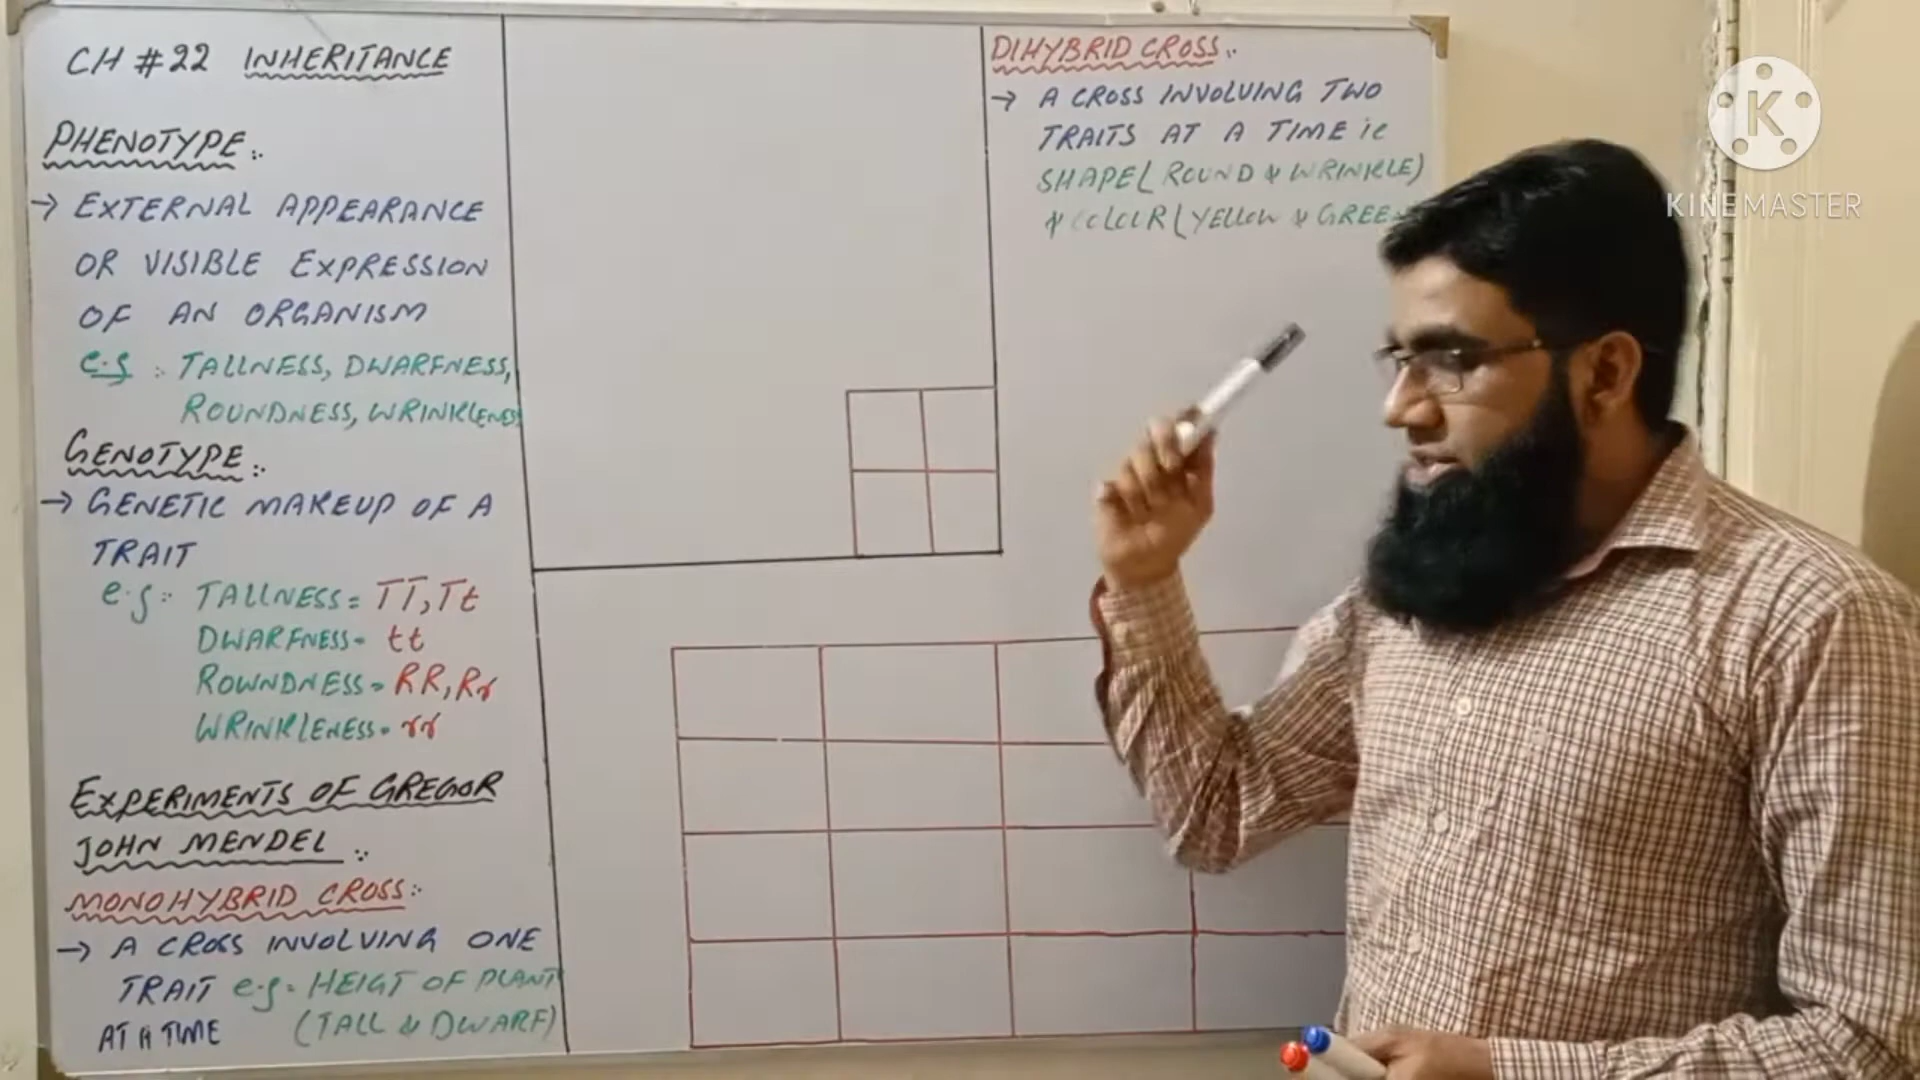 CH # 22 INHERITANCE
PHENOTYPE :.
→ EXTERNAL APPEARANCE
OR VISIBLE EXPRESSION
OF AN ORGANISM
e.g : TALLNESS, DWARFNESS,
ROUNDNESS, WRINKLENESS
GENOTYPE :.
→ GENETIC MAKEUP OF A
TRAIT
e.g :- TALLNESS = TT, Tt
DWARFNESS = tt
ROWNDNESS = RR, Rr
WRINKLENESS = rr
EXPERIMENTS OF GREGOR
JOHN MENDEL :.
MONOHYBRID CROSS :.
→ A CROSS INVOLVING ONE
TRAIT e.g = HEIGT OF PLANT
AT A TIME (TALL & DWARF)
DIHYBRID CROSS :.
→ A CROSS INVOLVING TWO
TRAITS AT A TIME ie
SHAPE( ROUND & WRINKLE)
& COLOUR (YELLOW & GREE
K
KINEMASTER